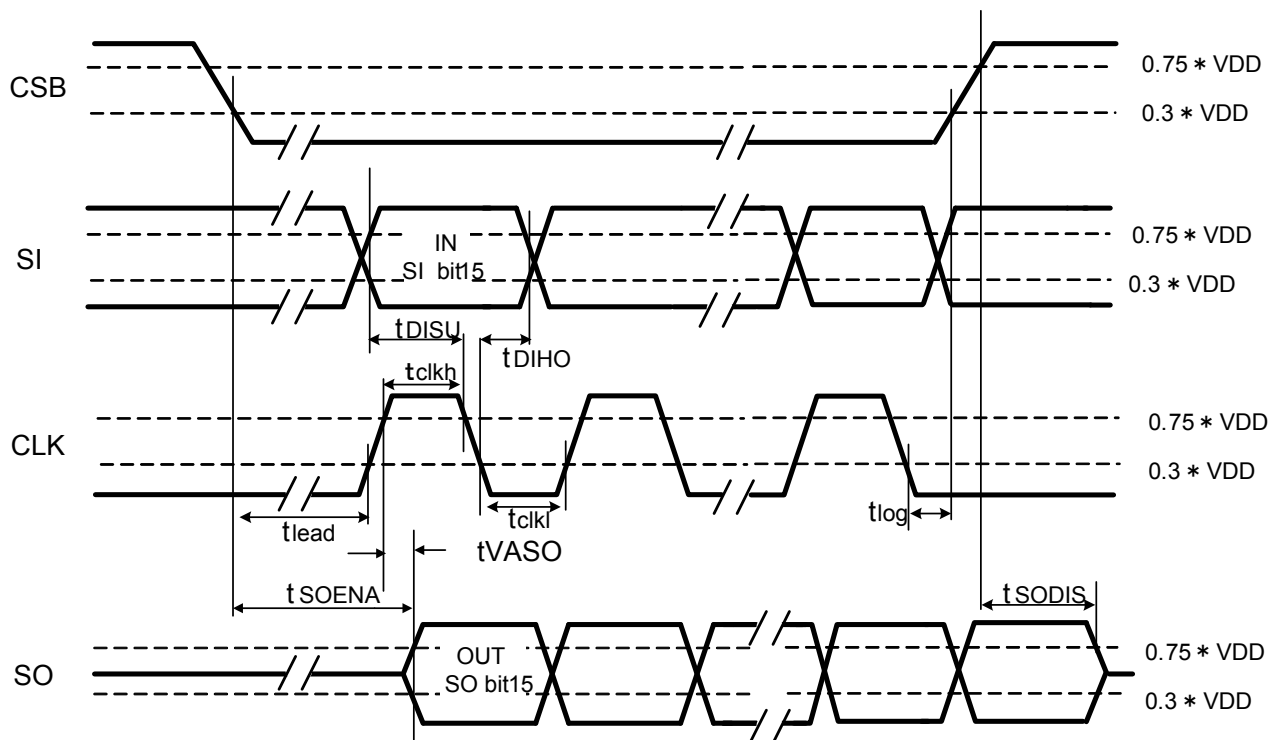 CSB
0.75 * VDD
0.3 * VDD
SI
IN
SI bit15
0.75 * VDD
0.3 * VDD
tDISU
tDIHO
tclkh
CLK
0.75 * VDD
0.3 * VDD
tlead
tclkl
tlog
tVASO
tSOENA
tSODIS
SO
OUT
SO bit15
0.75 * VDD
0.3 * VDD